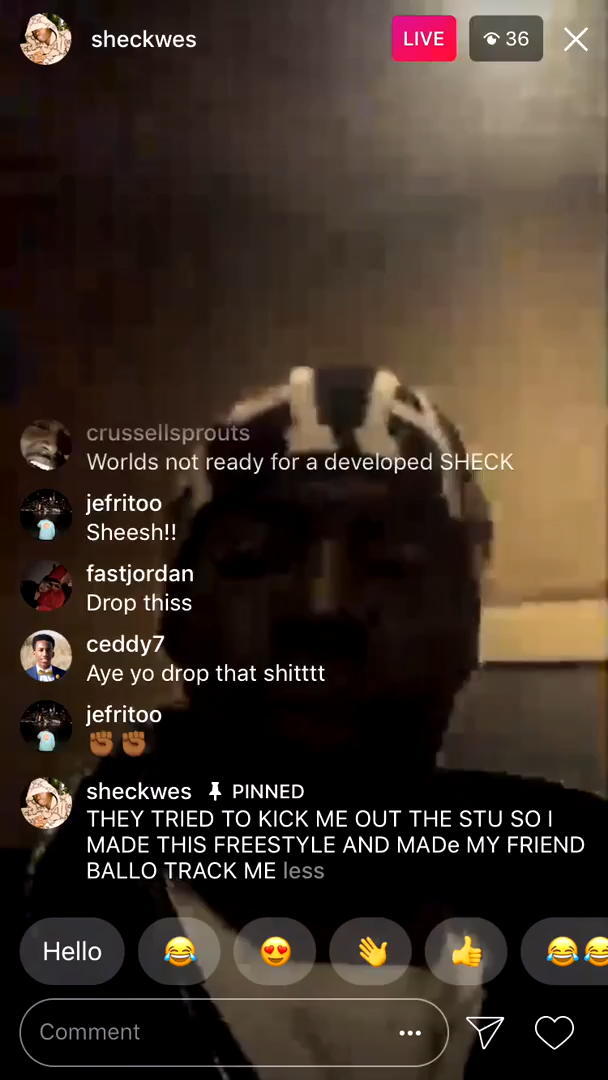 sheckwes
LIVE
36
crussellsprouts
Worlds not ready for a developed SHECK
jefritoo
Sheesh!!
fastjordan
Drop thiss
ceddy7
Aye yo drop that shitttt
jefritoo
✊🏾✊🏾
sheckwes PINNED
THEY TRIED TO KICK ME OUT THE STU SO I
MADE THIS FREESTYLE AND MADe MY FRIEND
BALLO TRACK ME less
Hello 😂 😍 👋 👍 😂😂
Comment